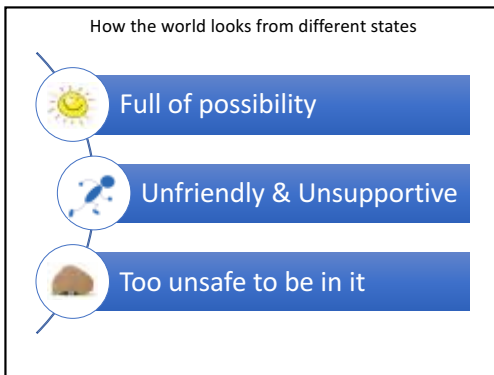 How the world looks from different states
Full of possibility
Unfriendly & Unsupportive
Too unsafe to be in it